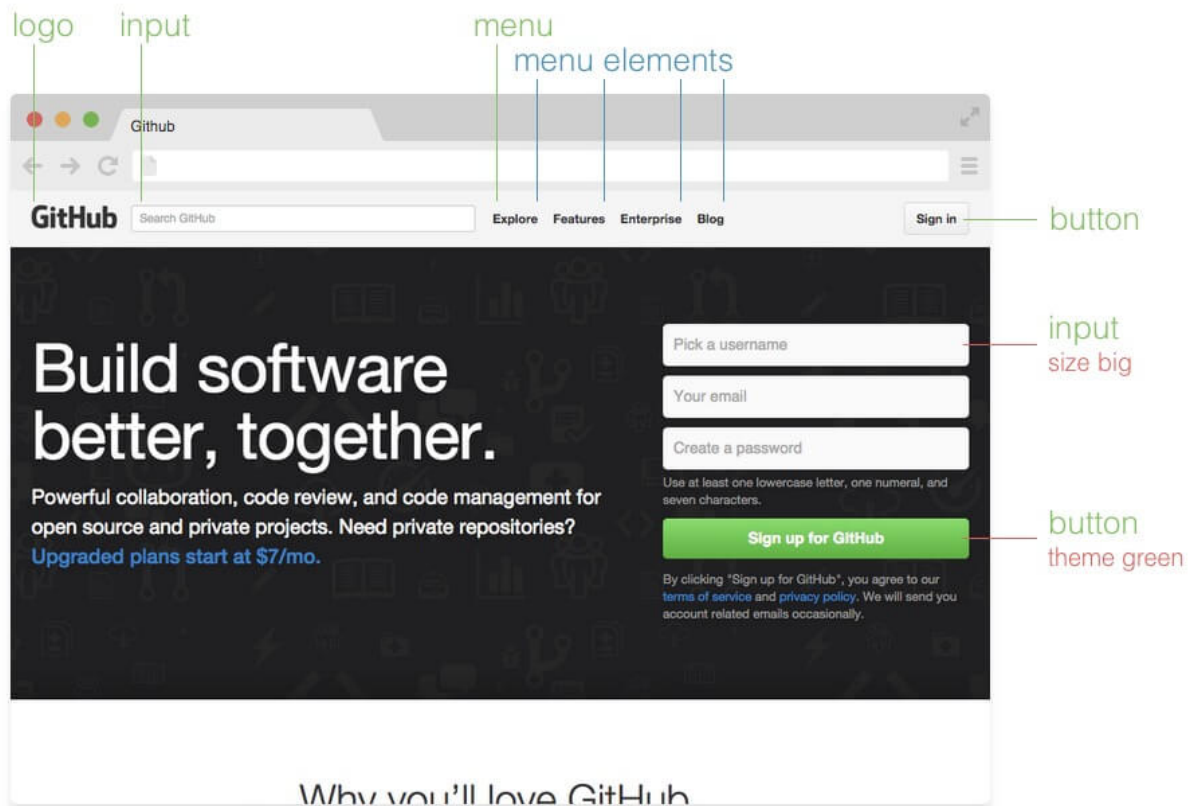 logo input menu
menu elements
Github
GitHub Search GitHub Explore Features Enterprise Blog Sign in button
Build software
better, together.
Powerful collaboration, code review, and code management for
open source and private projects. Need private repositories?
Upgraded plans start at $7/mo.
Pick a username
input
size big
Your email
Create a password
Use at least one lowercase letter, one numeral, and
seven characters.
Sign up for GitHub
button
theme green
By clicking "Sign up for GitHub", you agree to our
terms of service and privacy policy. We will send you
account related emails occasionally.
Why you'll love GitHub